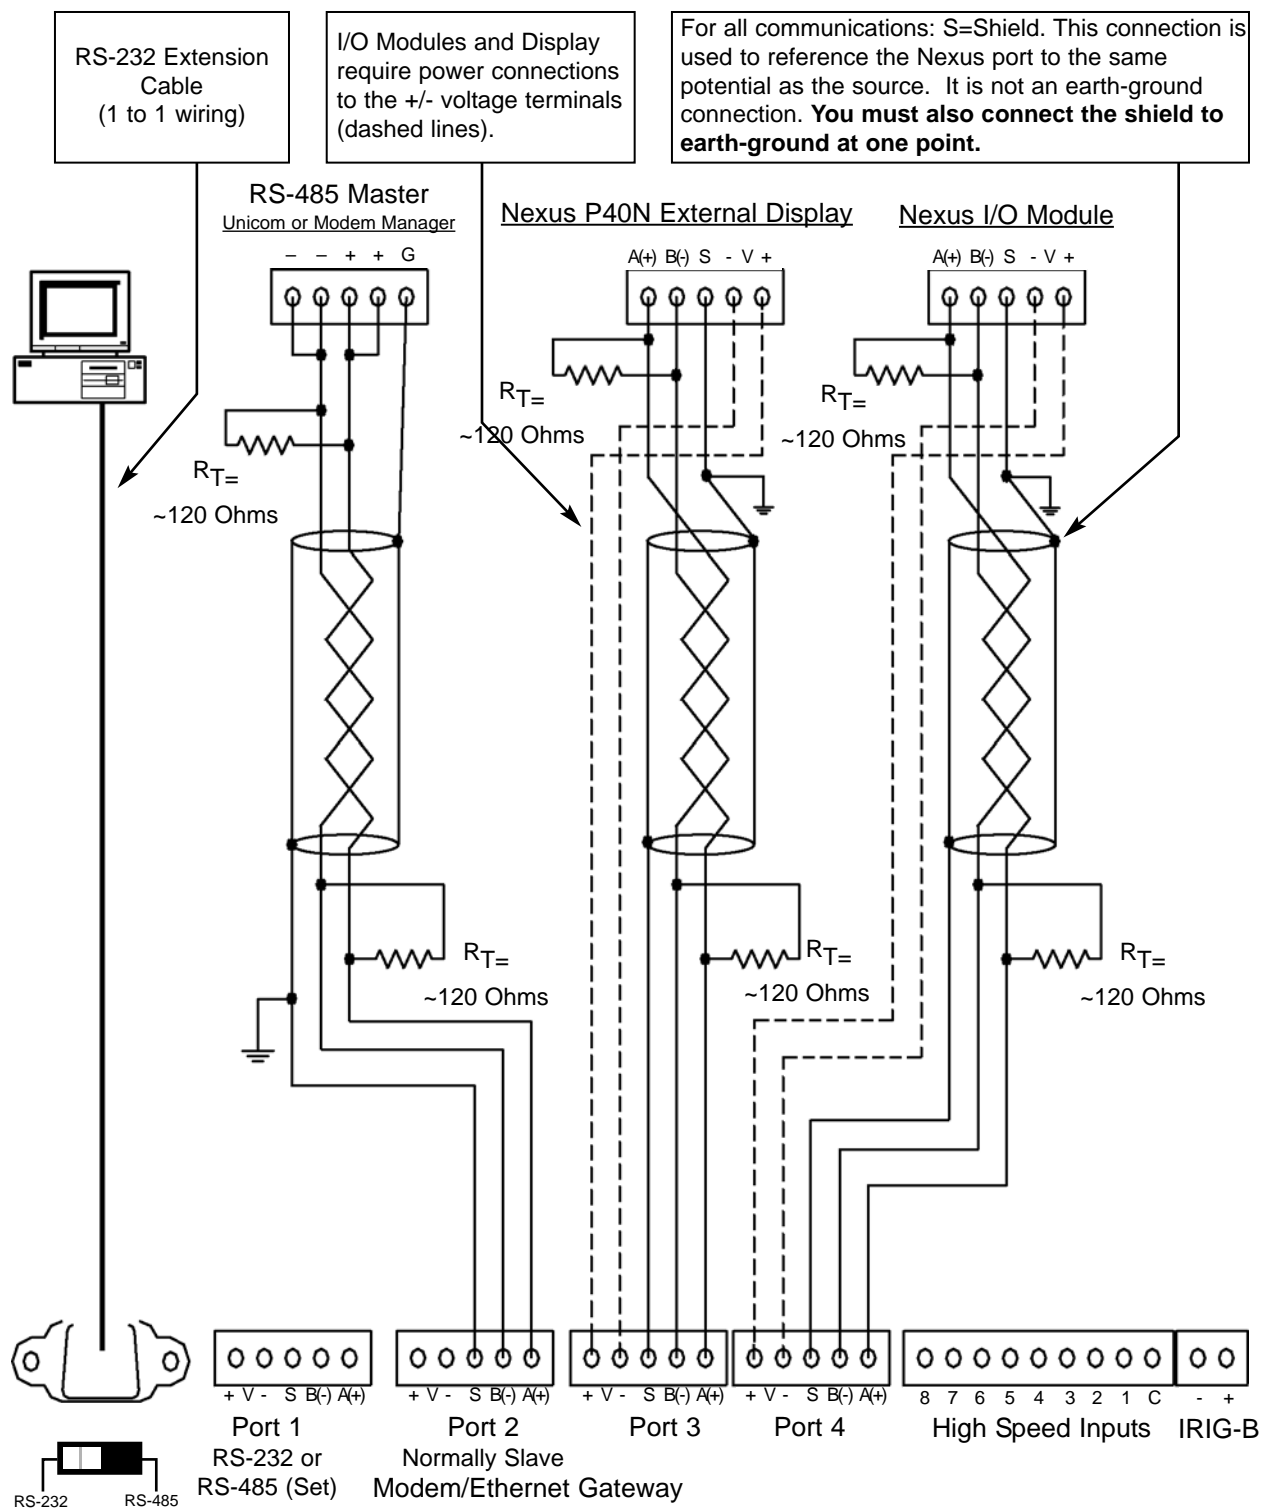 RS-232 Extension
Cable
(1 to 1 wiring)
I/O Modules and Display
require power connections
to the +/- voltage terminals
(dashed lines).
For all communications: S=Shield. This connection is
used to reference the Nexus port to the same
potential as the source. It is not an earth-ground
connection. You must also connect the shield to
earth-ground at one point.
RS-485 Master
Unicom or Modem Manager
– – + + G
Nexus P40N External Display
A(+) B(-) S - V +
Nexus I/O Module
A(+) B(-) S - V +
RT=
~120 Ohms
RT=
~120 Ohms
RT=
~120 Ohms
RT=
~120 Ohms
RT=
~120 Ohms
RT=
~120 Ohms
+ V - S B(-) A(+)
+ V - S B(-) A(+)
+ V - S B(-) A(+)
+ V - S B(-) A(+)
8 7 6 5 4 3 2 1 C
- +
Port 1
RS-232 or
RS-485 (Set)
Port 2
Normally Slave
Modem/Ethernet Gateway
Port 3
Port 4
High Speed Inputs
IRIG-B
RS-232
RS-485